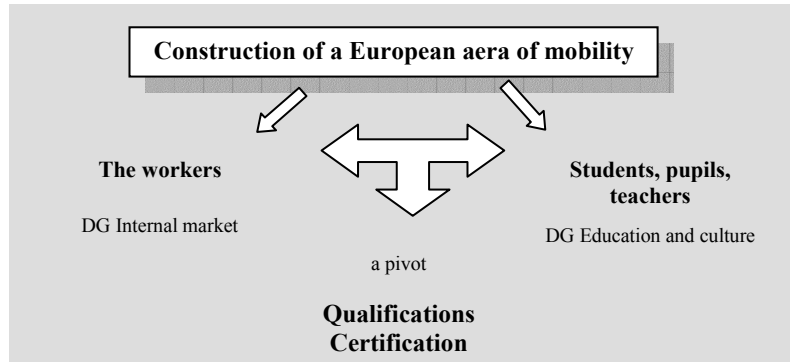 Construction of a European aera of mobility
The workers
DG Internal market
Students, pupils,
teachers
DG Education and culture
a pivot
Qualifications
Certification